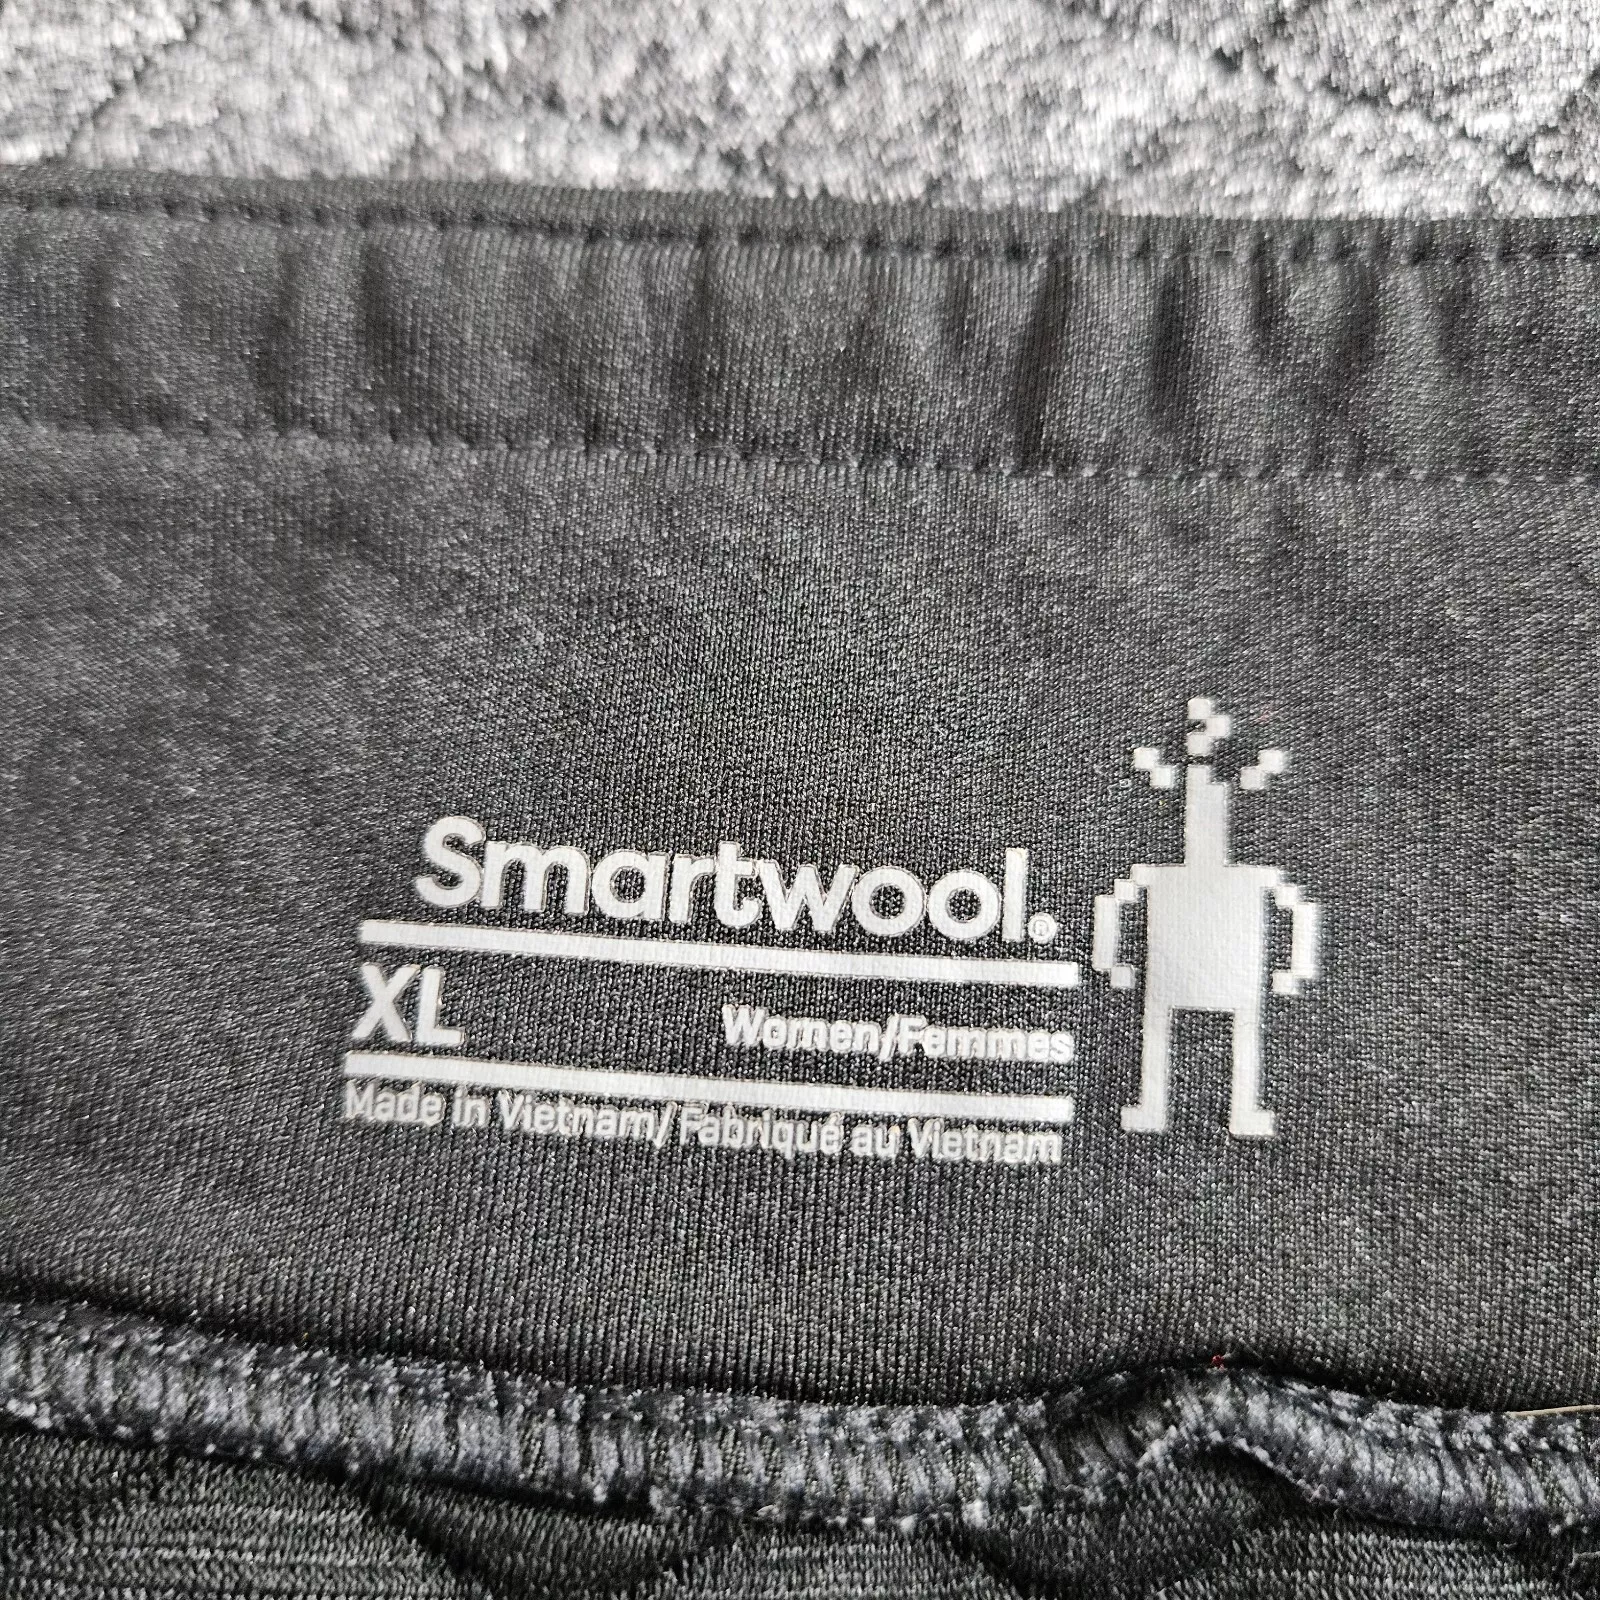 Smartwool®
XL Women/Femmes
Made in Vietnam/Fabriqué au Vietnam